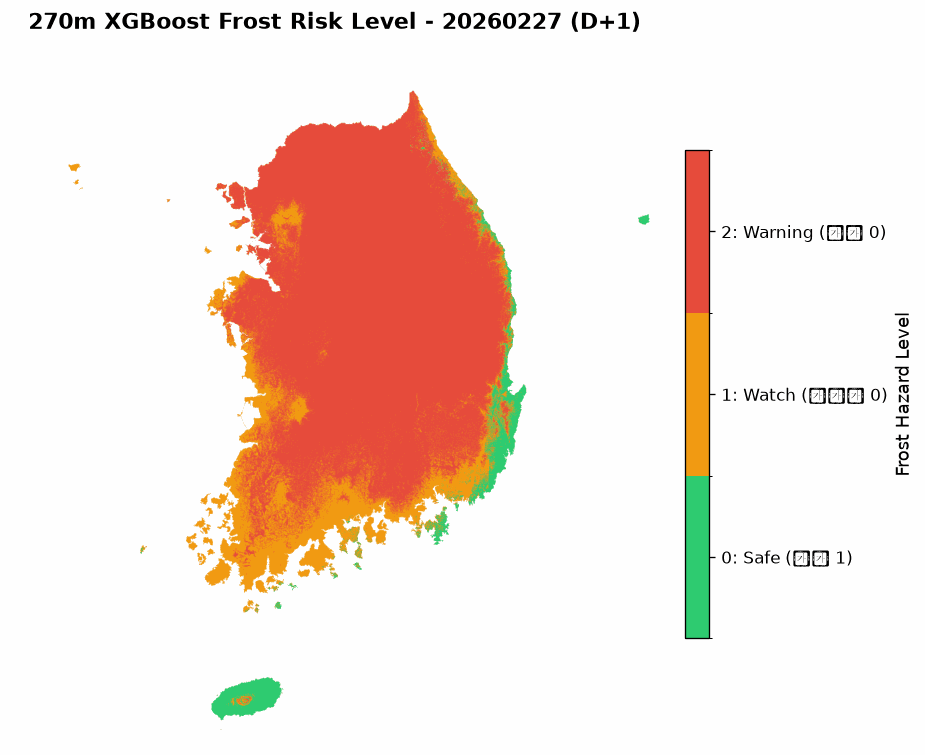 270m XGBoost Frost Risk Level - 20260227 (D+1)
2: Warning ( 0)
1: Watch ( 0)
0: Safe ( 1)
Frost Hazard Level